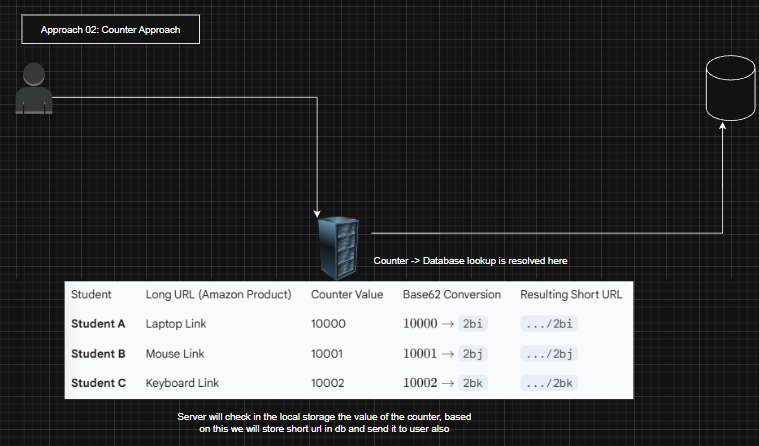 Approach 02: Counter Approach
Counter -> Database lookup is resolved here
Student Long URL (Amazon Product) Counter Value Base62 Conversion Resulting Short URL
Student A Laptop Link 10000 10000 → 2bi .../2bi
Student B Mouse Link 10001 10001 → 2bj .../2bj
Student C Keyboard Link 10002 10002 → 2bk .../2bk
Server will check in the local storage the value of the counter, based
on this we will store short url in db and send it to user also